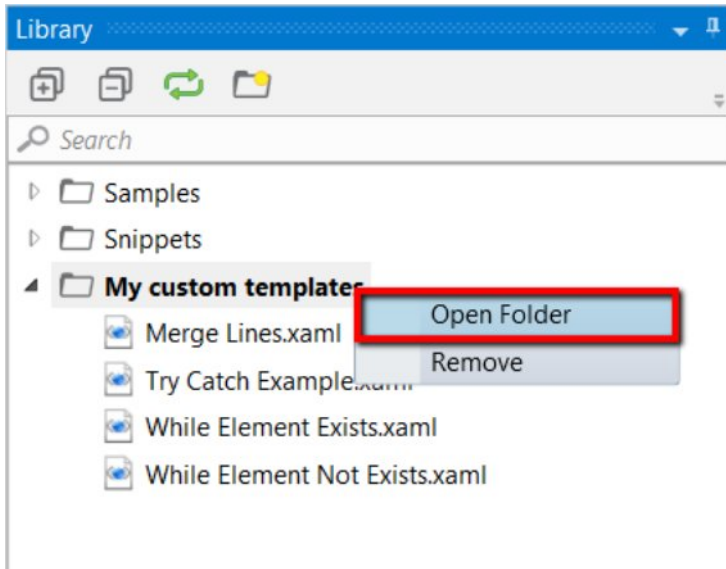 Library
Search
Samples
Snippets
My custom templates
Open Folder
Merge Lines.xaml
Remove
Try Catch Example.xaml
While Element Exists.xaml
While Element Not Exists.xaml